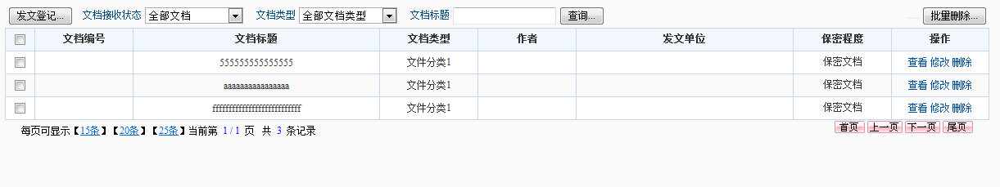 发文登记... 文档接收状态 全部文档 文档类型 全部文档类型 文档标题 查询... 批量删除...
文档编号 文档标题 文档类型 作者 发文单位 保密程度 操作
555555555555555 文件分类1 保密文档 查看 修改 删除
aaaaaaaaaaaaaaaa 文件分类1 保密文档 查看 修改 删除
文件分类1 保密文档 查看 修改 删除
每页可显示【15条】【20条】【25条】当前第 1 / 1 页 共 3 条记录 首页 上一页 下一页 尾页